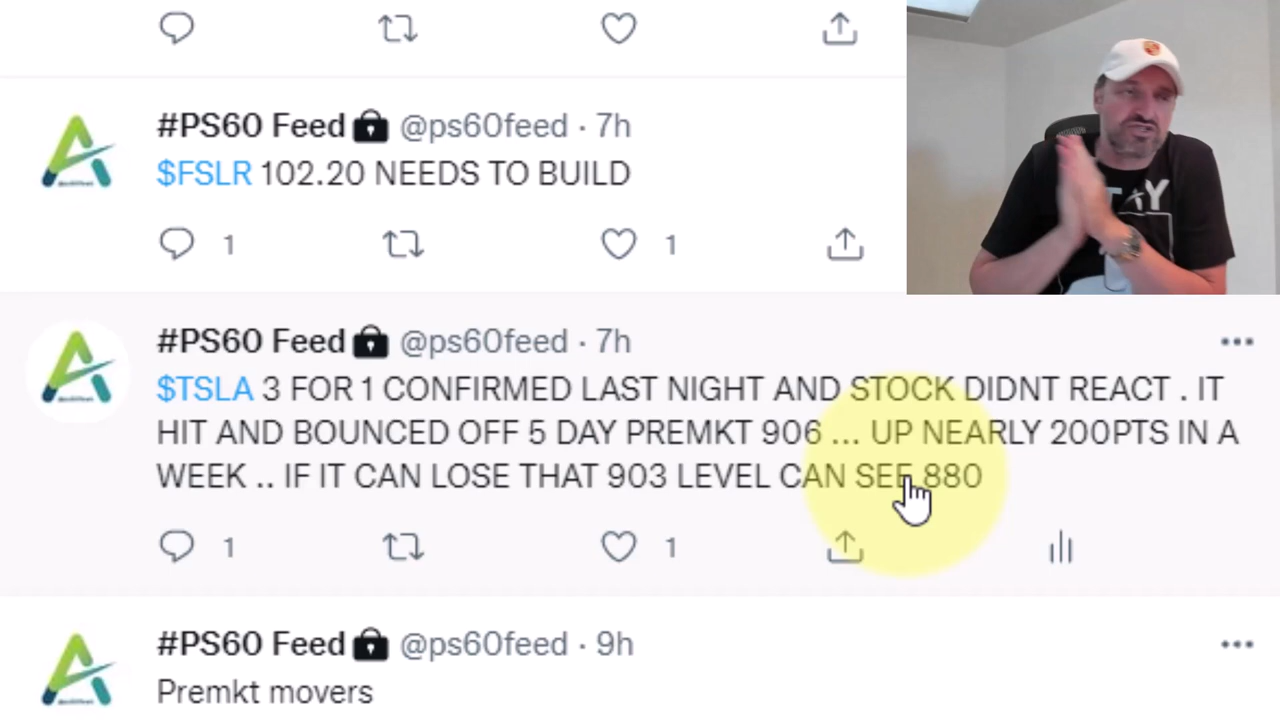 #PS60 Feed @ps60feed · 7h
$FSLR 102.20 NEEDS TO BUILD
1 1
#PS60 Feed @ps60feed · 7h
$TSLA 3 FOR 1 CONFIRMED LAST NIGHT AND STOCK DIDNT REACT . IT
HIT AND BOUNCED OFF 5 DAY PREMKT 906 ... UP NEARLY 200PTS IN A
WEEK .. IF IT CAN LOSE THAT 903 LEVEL CAN SEE 880
1 1
#PS60 Feed @ps60feed · 9h
Premkt movers